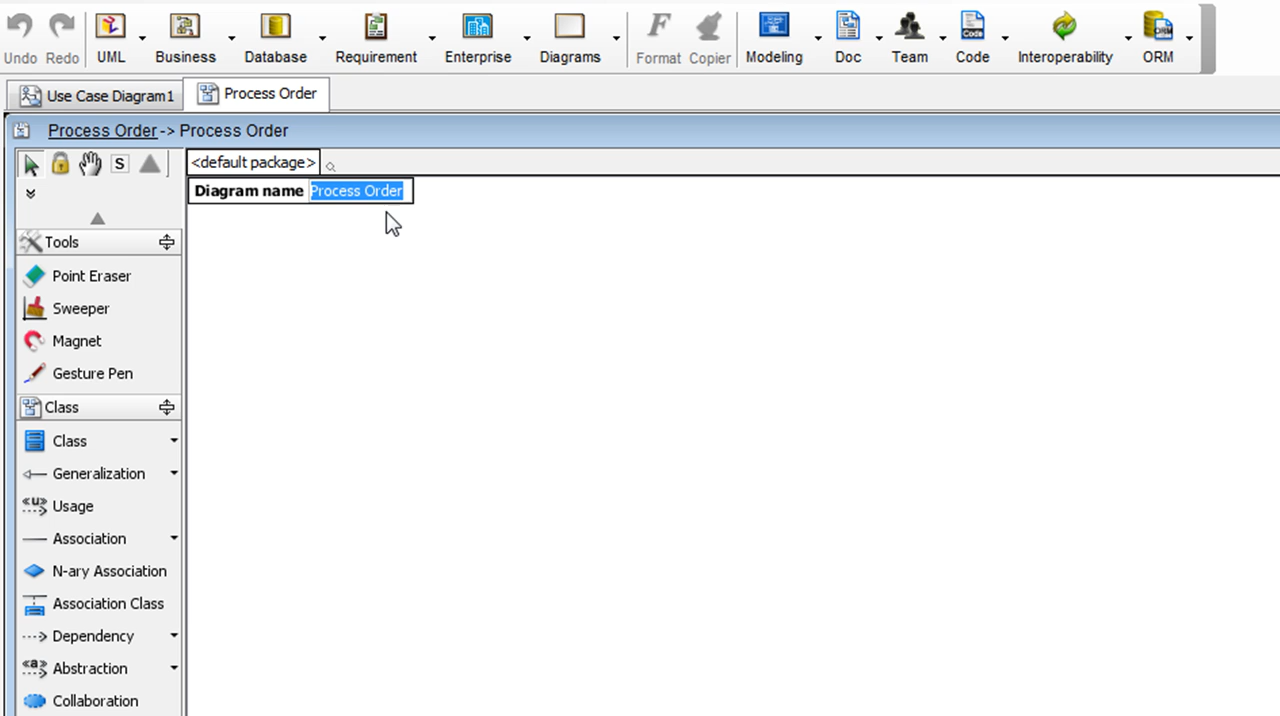 Undo Redo UML Business Database Requirement Enterprise Diagrams Format Copier Modeling Doc Team Code Interoperability ORM
Use Case Diagram1 Process Order
Process Order -> Process Order
S <default package>
Diagram name Process Order
Tools
Point Eraser
Sweeper
Magnet
Gesture Pen
Class
Class
Generalization
«u» Usage
Association
N-ary Association
Association Class
Dependency
«a» Abstraction
Collaboration